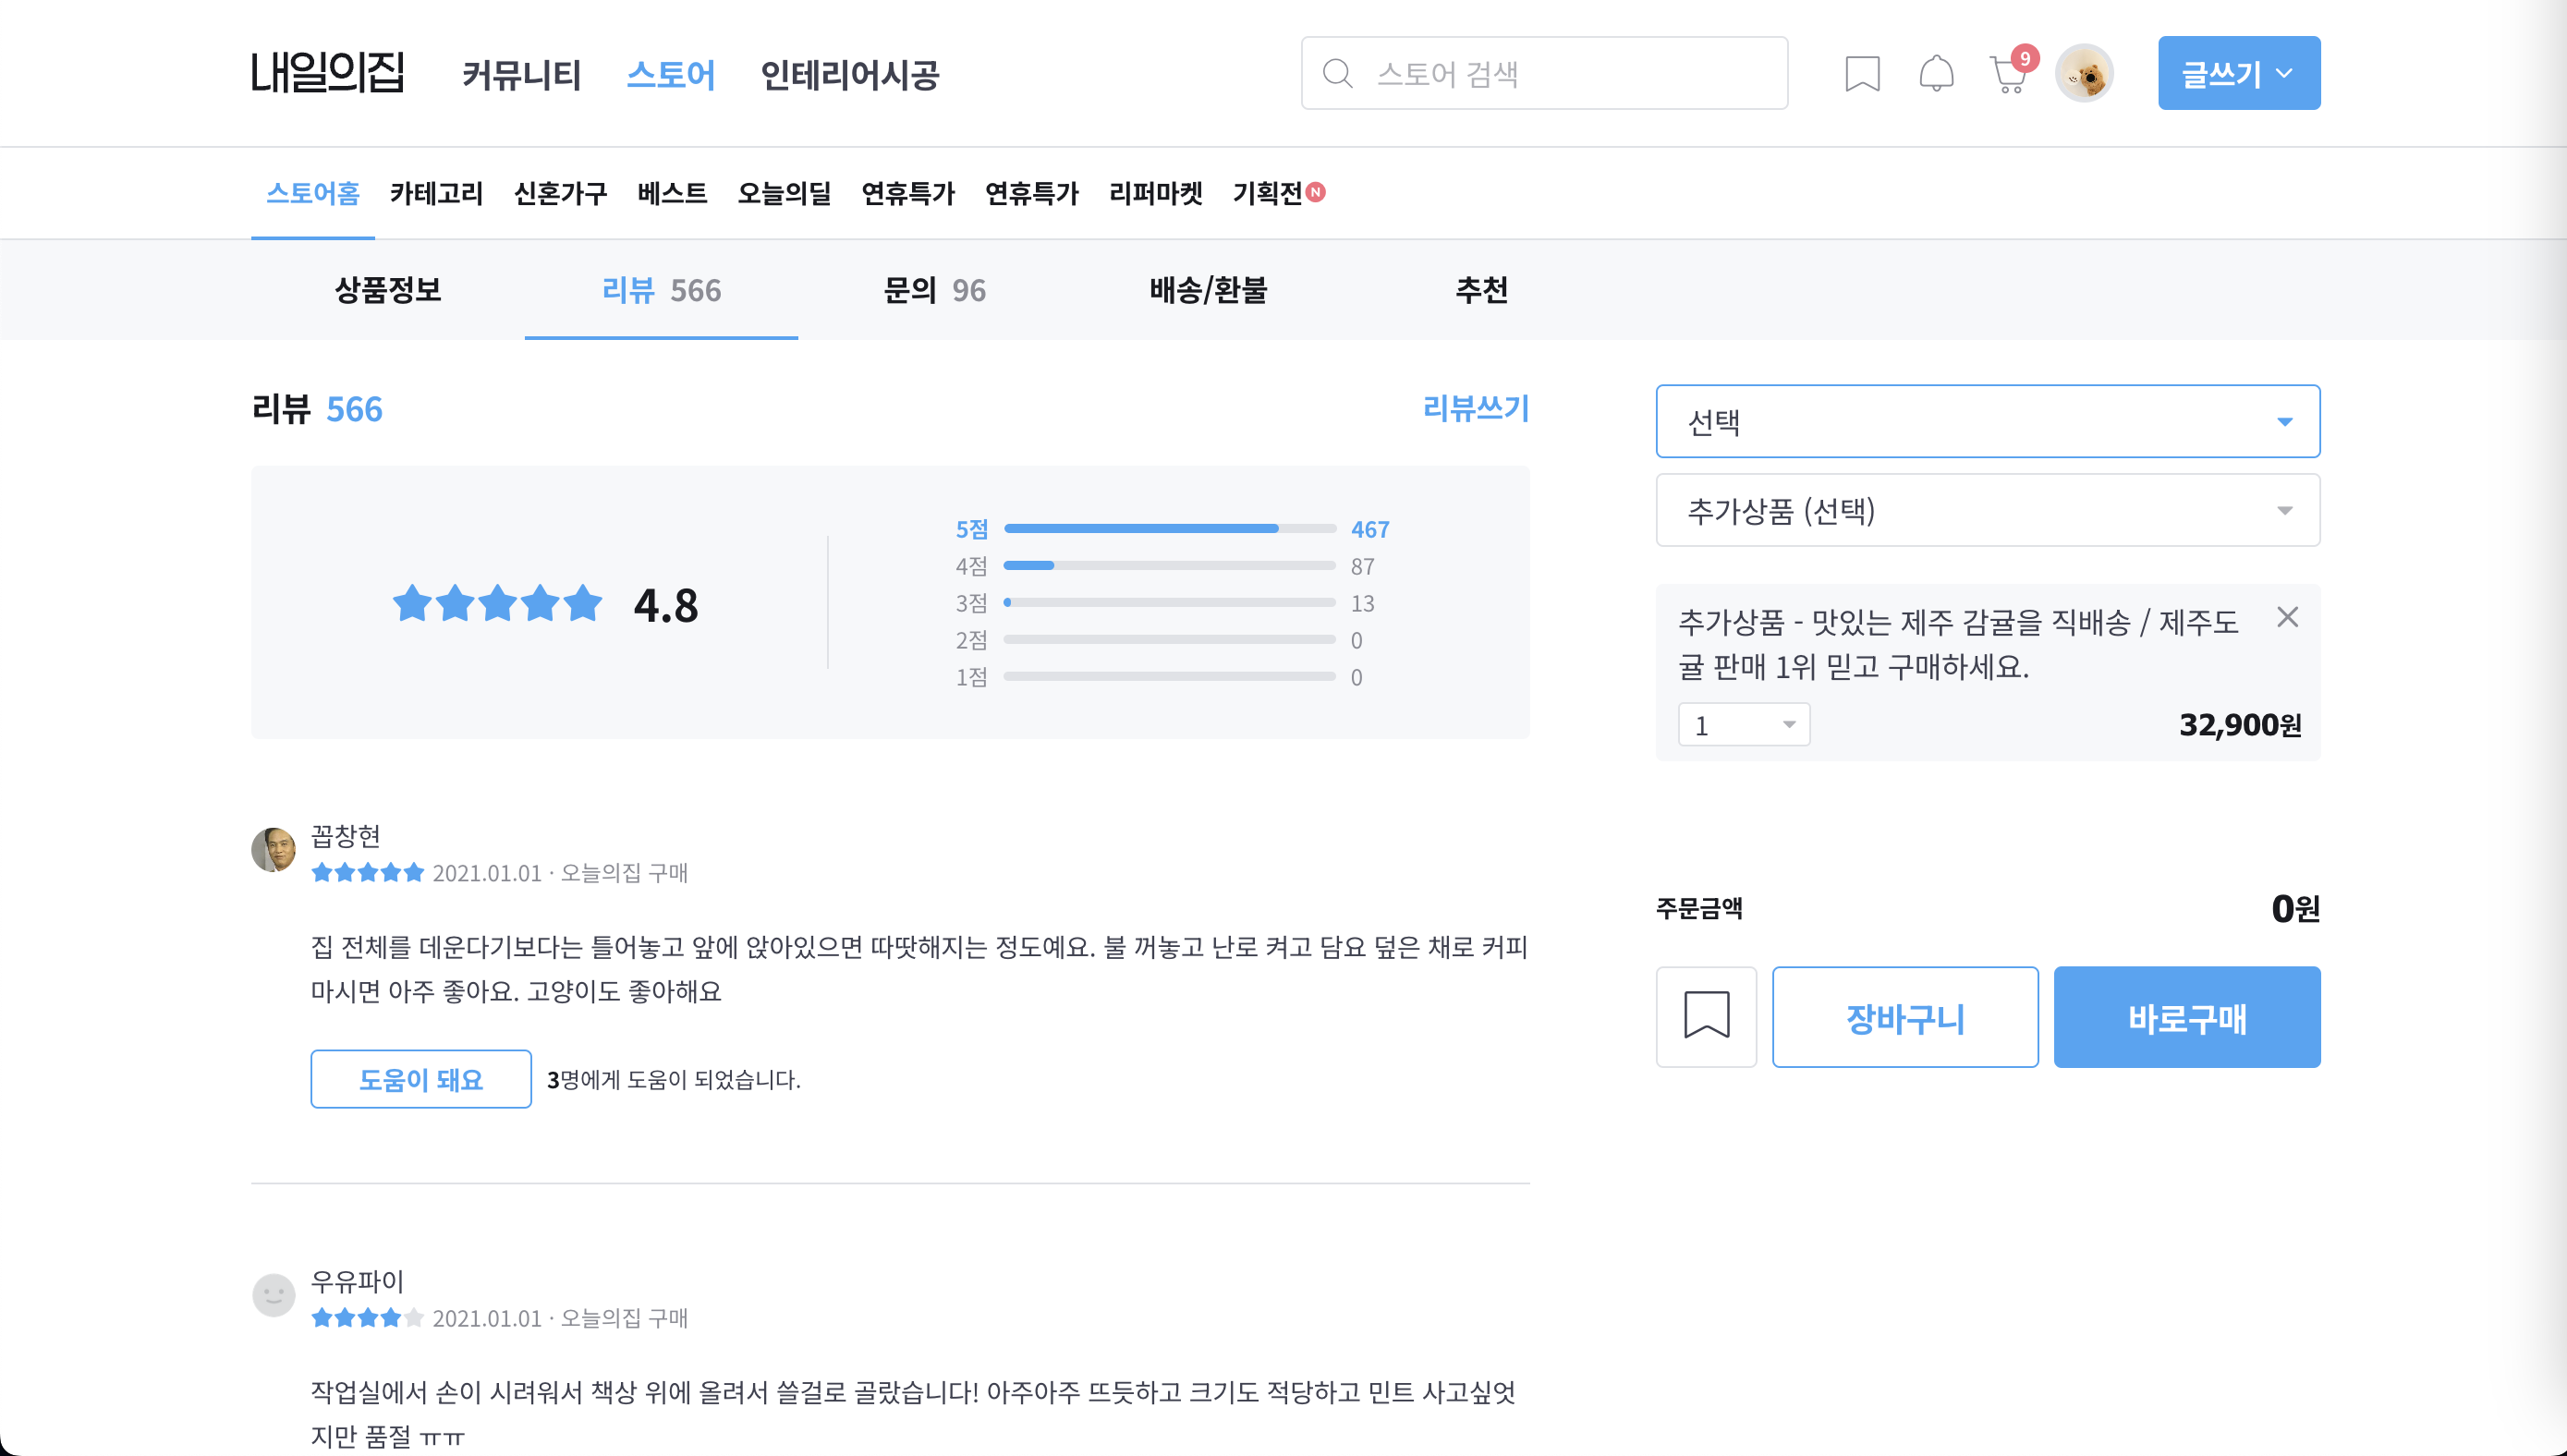 내일의집 커뮤니티 스토어 인테리어시공 스토어 검색 9 글쓰기
스토어홈 카테고리 신혼가구 베스트 오늘의딜 연휴특가 연휴특가 리퍼마켓 기획전 N
상품정보 리뷰 566 문의 96 배송/환불 추천
리뷰 566 리뷰쓰기
4.8
5점 467
4점 87
3점 13
2점 0
1점 0
꼽창현
2021.01.01 · 오늘의집 구매
집 전체를 데운다기보다는 틀어놓고 앞에 앉아있으면 따땃해지는 정도예요. 불 꺼놓고 난로 켜고 담요 덮은 채로 커피
마시면 아주 좋아요. 고양이도 좋아해요
도움이 돼요 3명에게 도움이 되었습니다.
우유파이
2021.01.01 · 오늘의집 구매
작업실에서 손이 시려워서 책상 위에 올려서 쓸걸로 골랐습니다! 아주아주 뜨듯하고 크기도 적당하고 민트 사고싶엇
지만 품절 ㅠㅠ
선택
추가상품 (선택)
추가상품 - 맛있는 제주 감귤을 직배송 / 제주도
귤 판매 1위 믿고 구매하세요.
1 32,900원
주문금액 0원
장바구니 바로구매